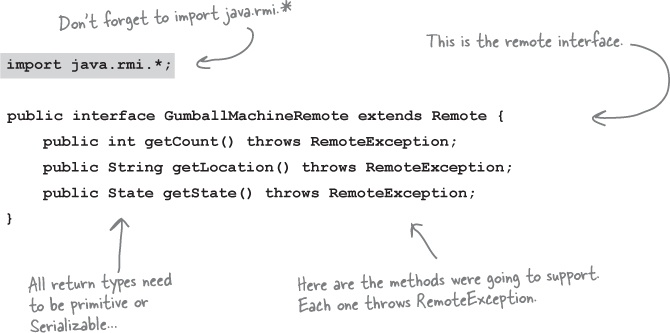 Don't forget to import java.rmi.*
This is the remote interface.
import java.rmi.*;
public interface GumballMachineRemote extends Remote {
public int getCount() throws RemoteException;
public String getLocation() throws RemoteException;
public State getState() throws RemoteException;
}
All return types need
to be primitive or
Serializable...
Here are the methods were going to support.
Each one throws RemoteException.